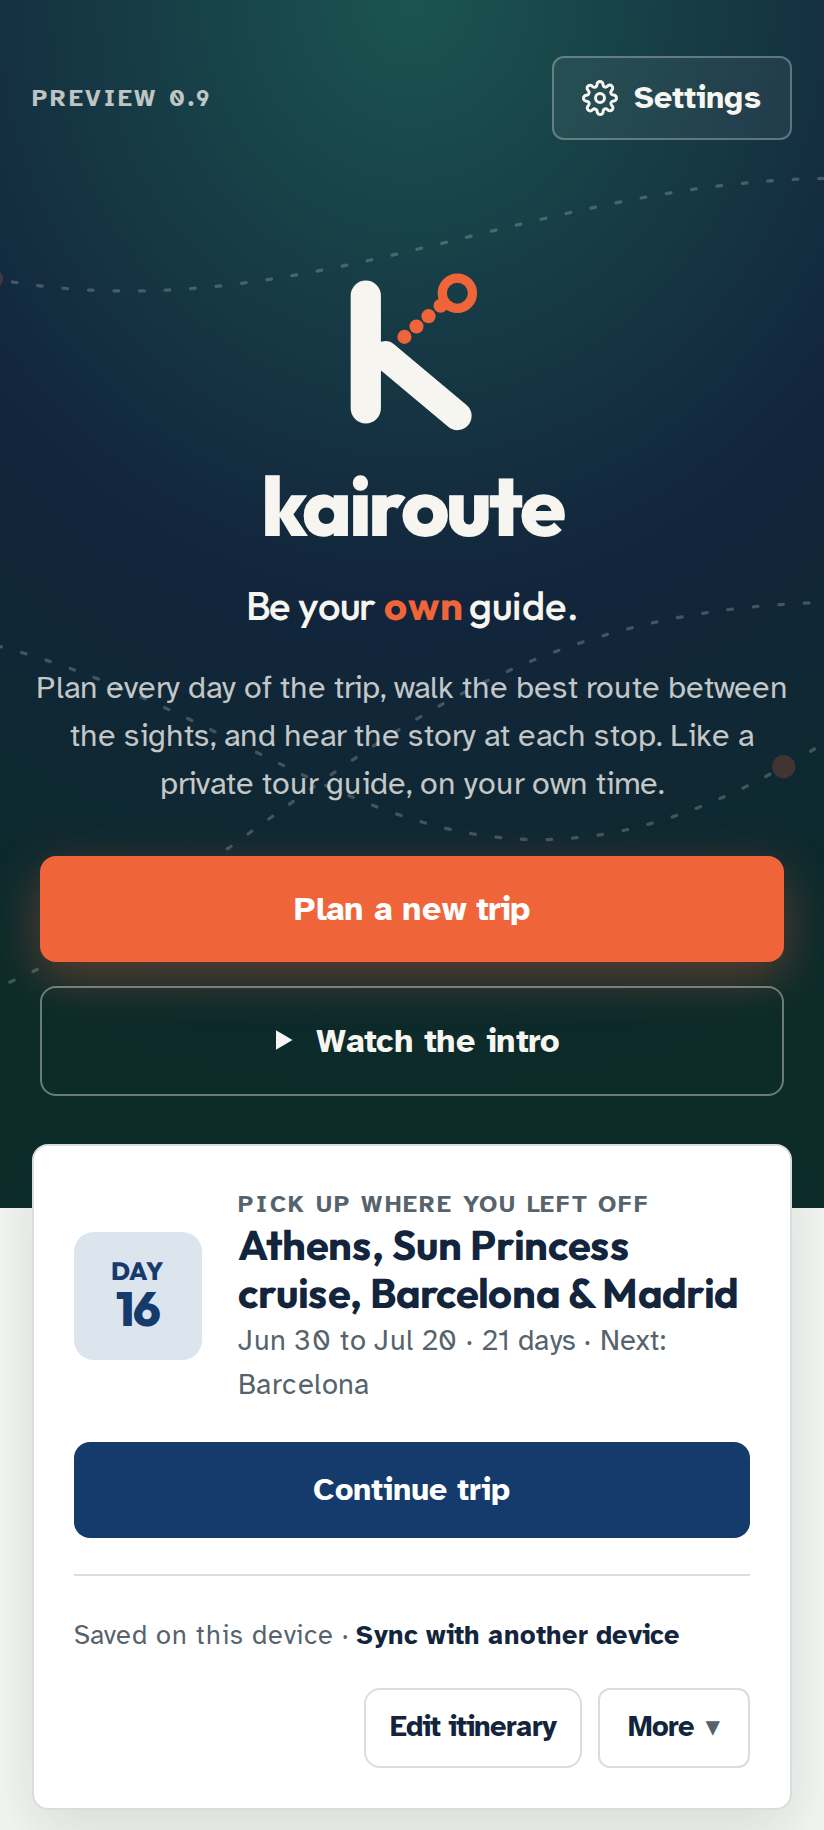 PREVIEW 0.9
Settings
kairoute
Be your own guide.
Plan every day of the trip, walk the best route between
the sights, and hear the story at each stop. Like a
private tour guide, on your own time.
Plan a new trip
Watch the intro
PICK UP WHERE YOU LEFT OFF
DAY
16
Athens, Sun Princess
cruise, Barcelona & Madrid
Jun 30 to Jul 20 · 21 days · Next:
Barcelona
Continue trip
Saved on this device · Sync with another device
Edit itinerary
More ▾